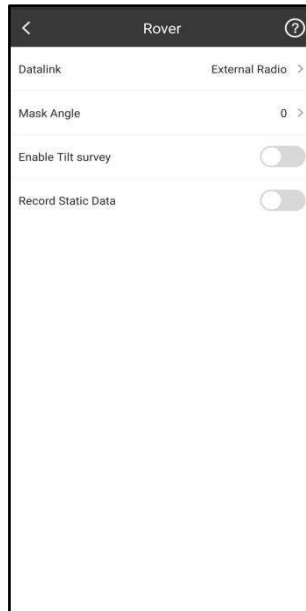 Rover ?
Datalink External Radio
Mask Angle 0
Enable Tilt survey
Record Static Data